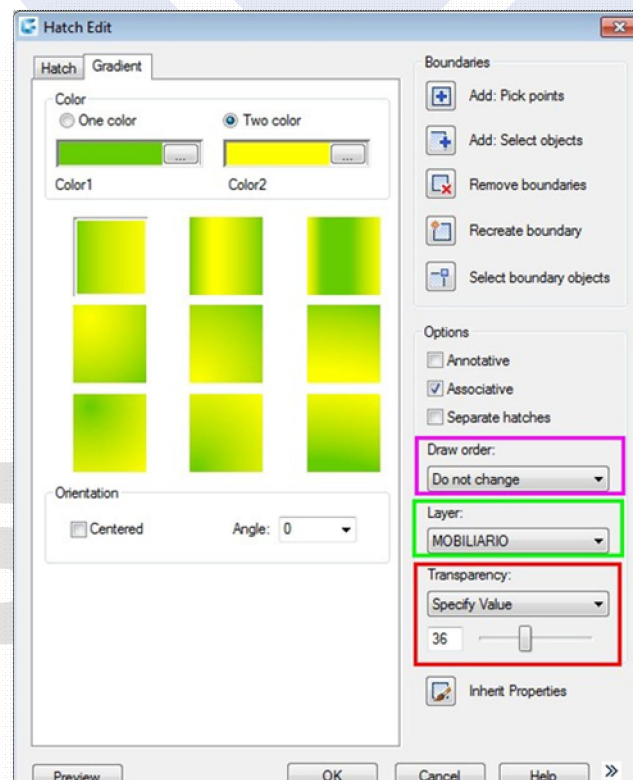 Hatch Edit
Hatch Gradient
Color
One color Two color
... ...
Color1 Color2
Orientation
Centered Angle: 0
Boundaries
Add: Pick points
Add: Select objects
Remove boundaries
Recreate boundary
Select boundary objects
Options
Annotative
Associative
Separate hatches
Draw order:
Do not change
Layer:
MOBILIARIO
Transparency:
Specify Value
36
Inherit Properties
Preview OK Cancel Help